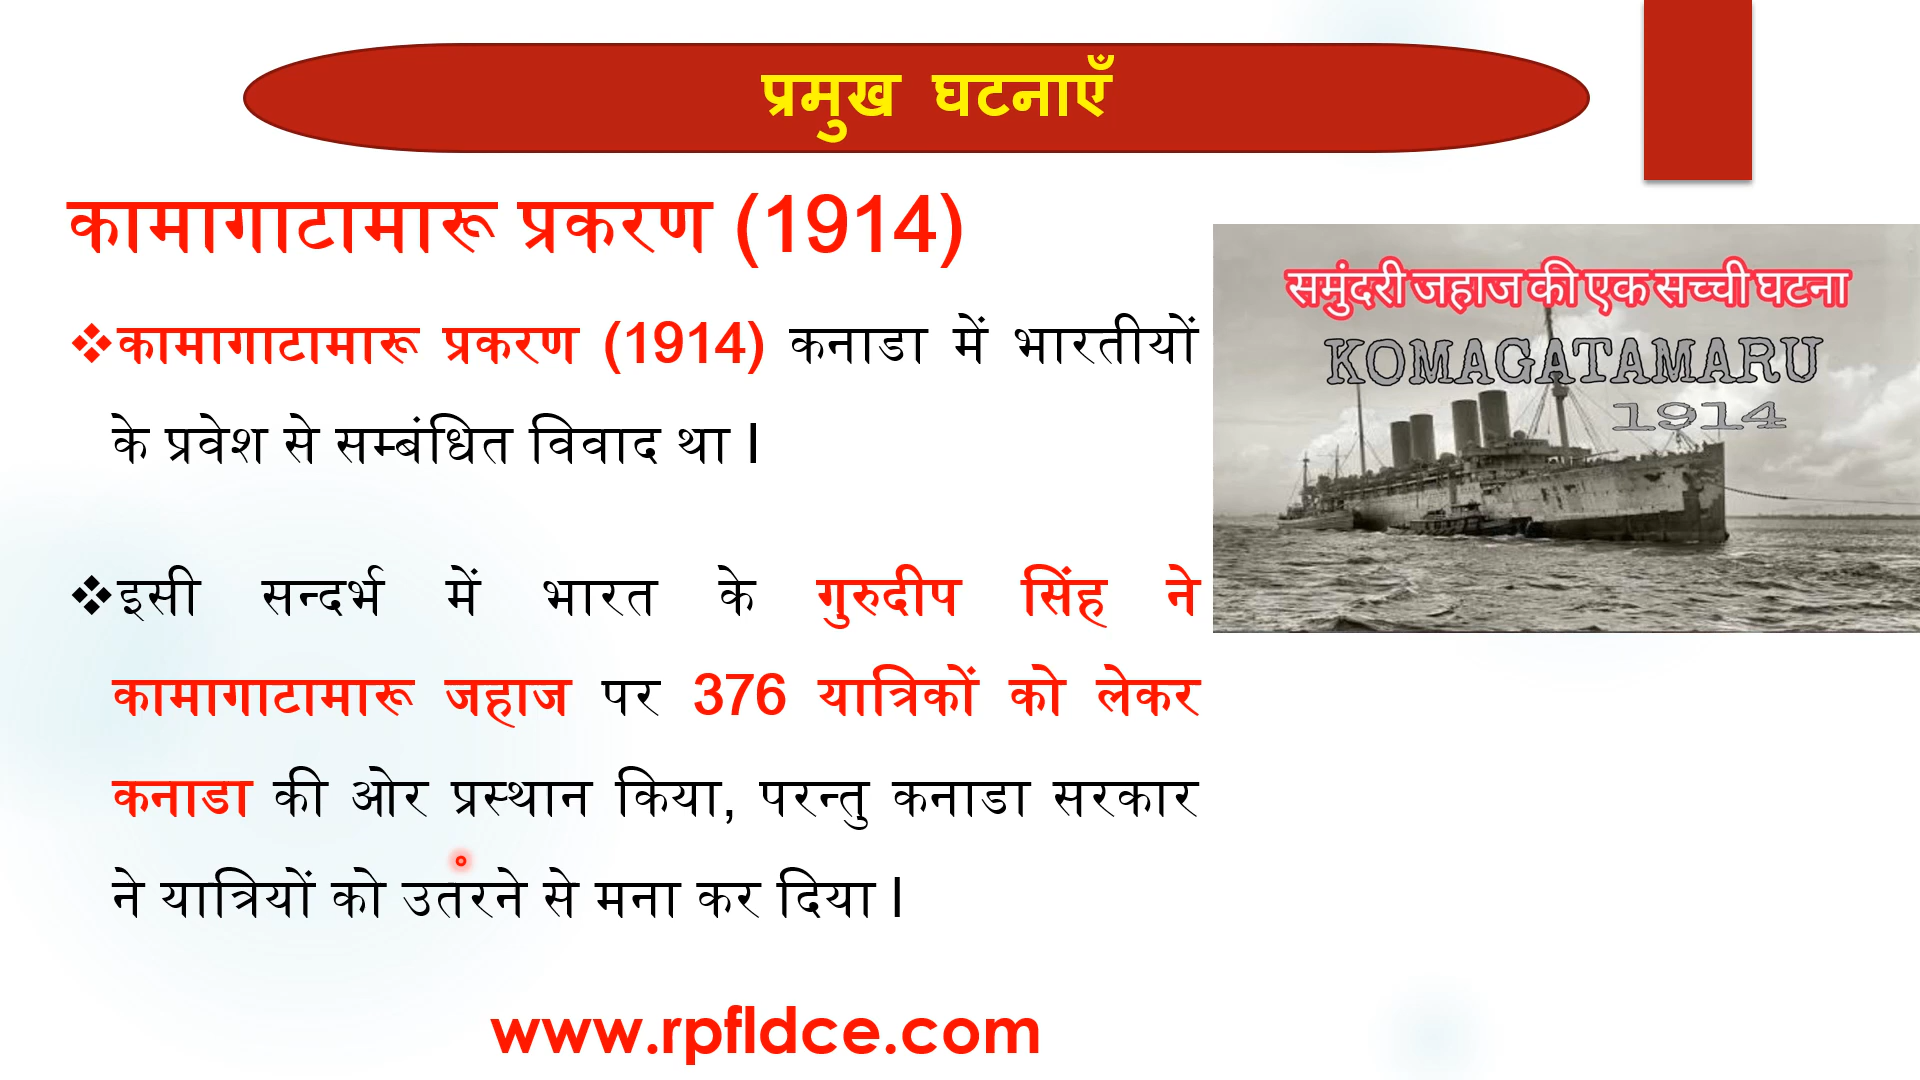 प्रमुख घटनाएँ
कामागाटामारू प्रकरण (1914)
❖कामागाटामारू प्रकरण (1914) कनाडा में भारतीयों
के प्रवेश से सम्बंधित विवाद था l
❖इसी सन्दर्भ में भारत के गुरुदीप सिंह ने
कामागाटामारू जहाज पर 376 यात्रिकों को लेकर
कनाडा की ओर प्रस्थान किया, परन्तु कनाडा सरकार
ने यात्रियों को उतरने से मना कर दिया l
समुंदरी जहाज की एक सच्ची घटना
KOMAGATAMARU
1914
www.rpfldce.com